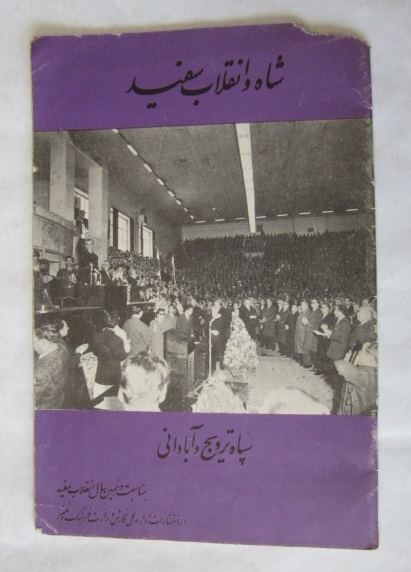 شاه و انقلاب سفید
سپاه ترویج و آبادانی
بمناسبت دهمین سال انقلاب سفید
از انتشارات اداره کل نگارش وزارت فرهنگ و هنر